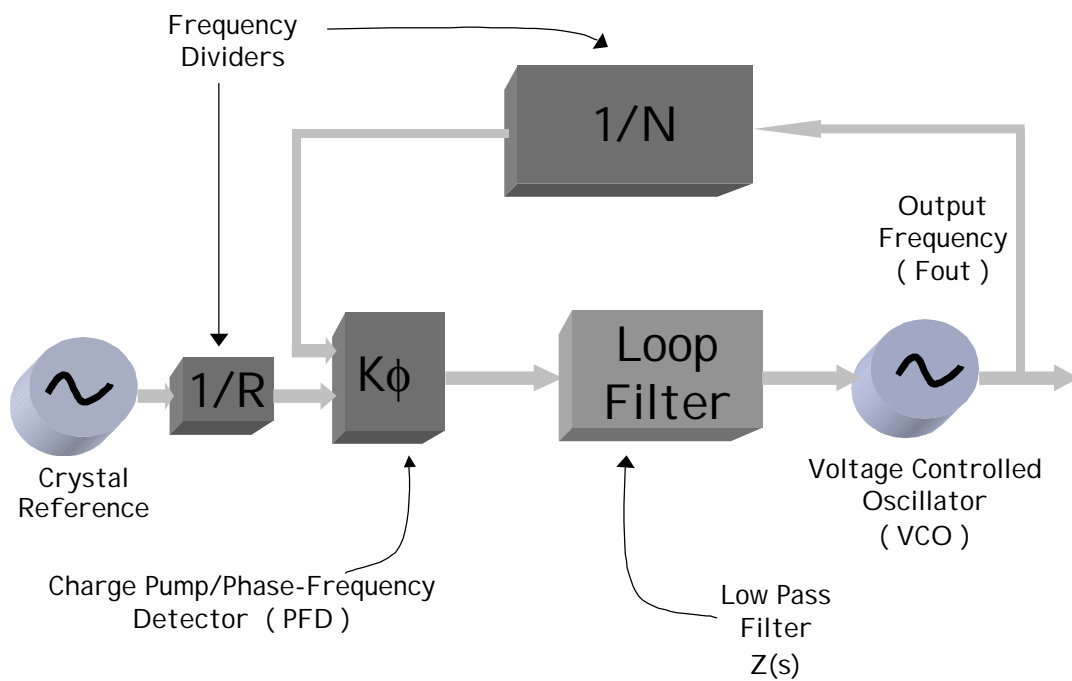 Frequency
Dividers
1/N
Output
Frequency
( Fout )
1/R
Kϕ
Loop
Filter
Crystal
Reference
Voltage Controlled
Oscillator
( VCO )
Charge Pump/Phase-Frequency
Detector ( PFD )
Low Pass
Filter
Z(s)